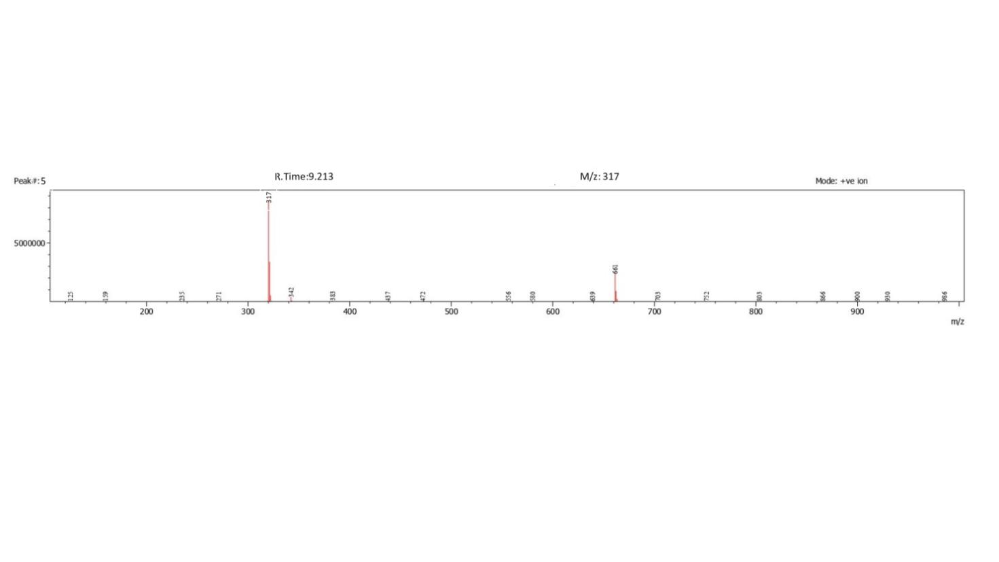 R.Time:9.213 M/z: 317
Peak#:5 Mode: +ve ion
317
5000000
661
125 159 235 271 342 383 437 472 556 580 639 703 752 803 866 900 930 986
200 300 400 500 600 700 800 900
m/z